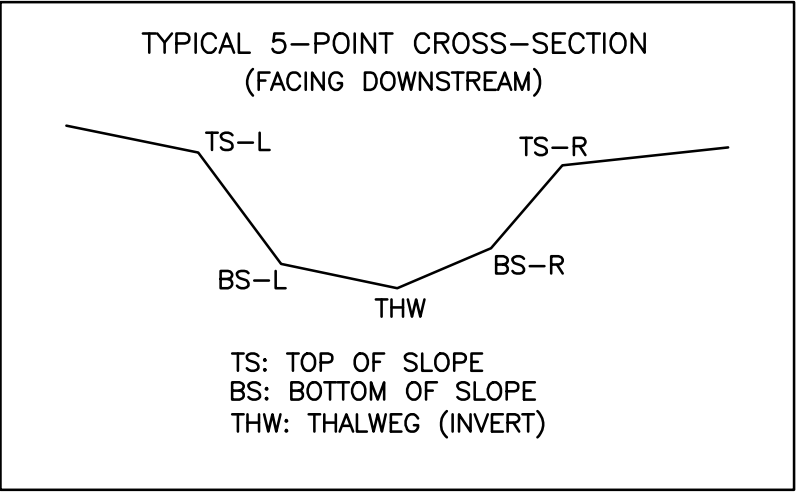 TYPICAL 5-POINT CROSS-SECTION
(FACING DOWNSTREAM)
TS-L
TS-R
BS-L
BS-R
THW
TS: TOP OF SLOPE
BS: BOTTOM OF SLOPE
THW: THALWEG (INVERT)